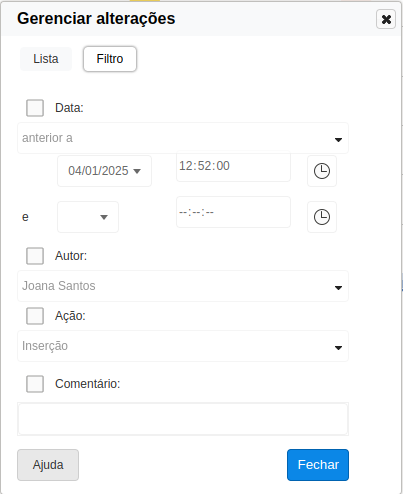 Gerenciar alterações
Lista Filtro
Data:
anterior a
04/01/2025 12:52:00
e --:--:--
Autor:
Joana Santos
Ação:
Inserção
Comentário:
Ajuda Fechar